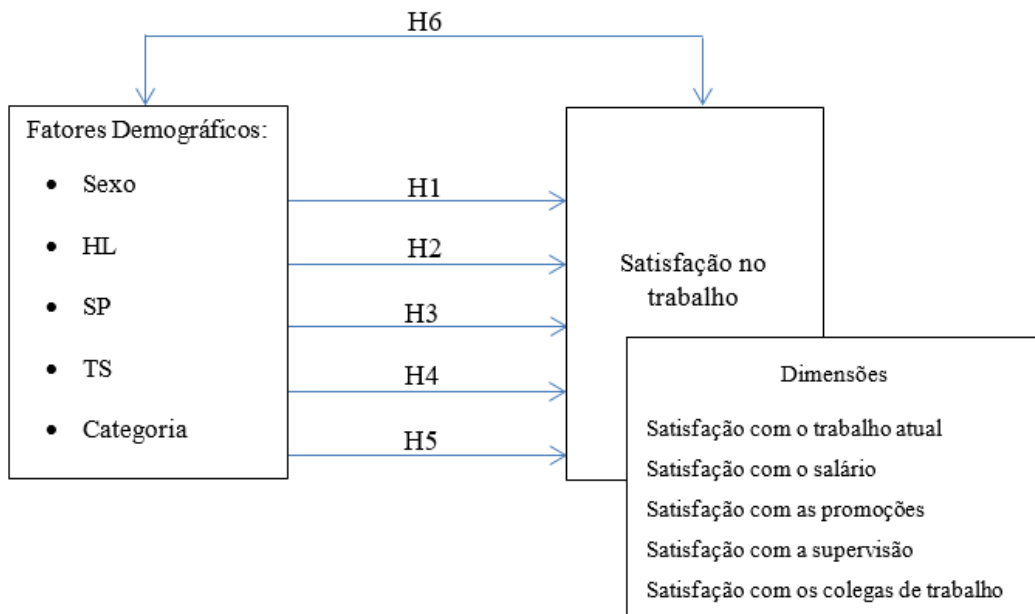 H6
Fatores Demográficos:
• Sexo
• HL
• SP
• TS
• Categoria
H1
H2
H3
H4
H5
Satisfação no
trabalho
Dimensões
Satisfação com o trabalho atual
Satisfação com o salário
Satisfação com as promoções
Satisfação com a supervisão
Satisfação com os colegas de trabalho